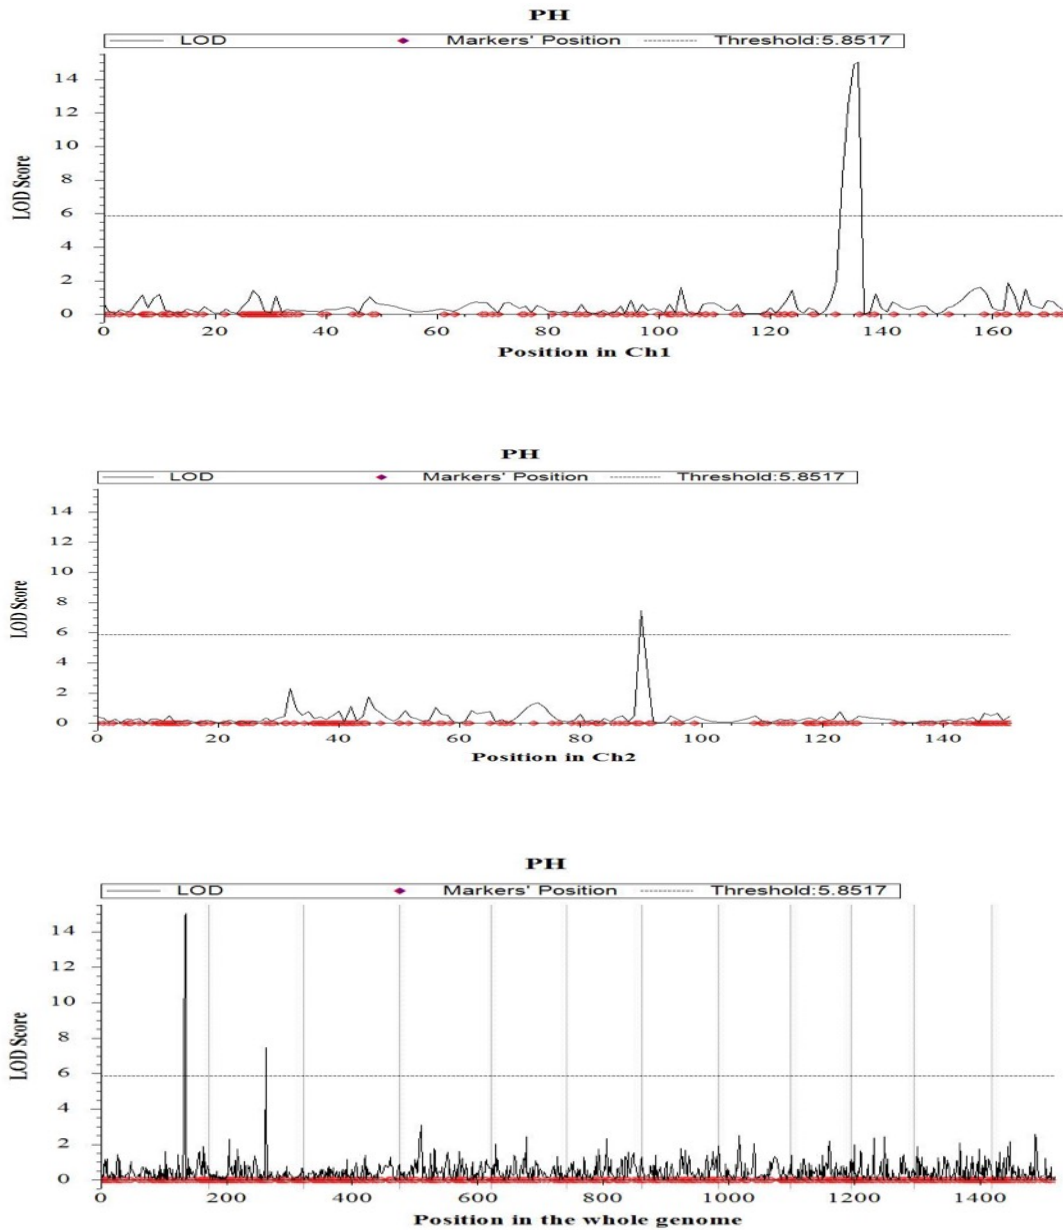 PH
LOD Markers' Position Threshold:5.8517
14
12
10
8
6
4
2
0
LOD Score
0 20 40 60 80 100 120 140 160
Position in Ch1
PH
LOD Markers' Position Threshold:5.8517
14
12
10
8
6
4
2
0
LOD Score
0 20 40 60 80 100 120 140
Position in Ch2
PH
LOD Markers' Position Threshold:5.8517
14
12
10
8
6
4
2
0
LOD Score
0 200 400 600 800 1000 1200 1400
Position in the whole genome